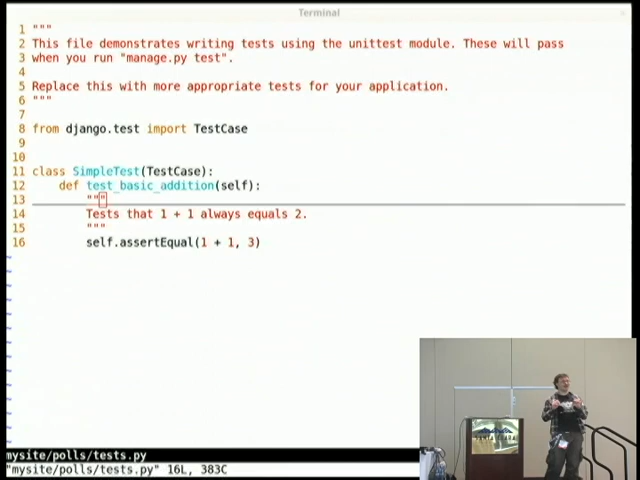 Terminal
1 """
2 This file demonstrates writing tests using the unittest module. These will pass
3 when you run "manage.py test".
4
5 Replace this with more appropriate tests for your application.
6 """
7
8 from django.test import TestCase
9
10
11 class SimpleTest(TestCase):
12 def test_basic_addition(self):
13 """
14 Tests that 1 + 1 always equals 2.
15 """
16 self.assertEqual(1 + 1, 3)
~
~
~
~
~
~
~
~
~
~
~
~
~
mysite/polls/tests.py
"mysite/polls/tests.py" 16L, 383C